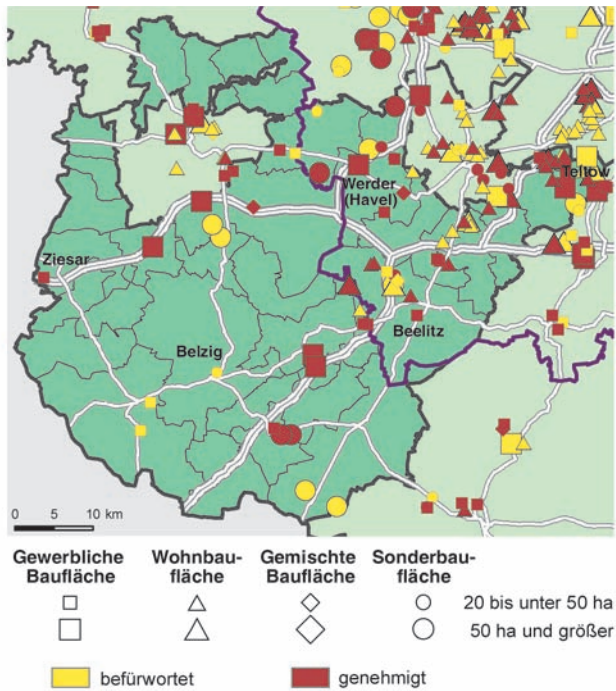 Teltow
Werder
(Havel)
Ziesar
Belzig
Beelitz
0 5 10 km
Gewerbliche Baufläche
Wohnbau-
fläche
Gemischte
Baufläche
Sonderbau-
fläche
20 bis unter 50 ha
50 ha und größer
befürwortet
genehmigt